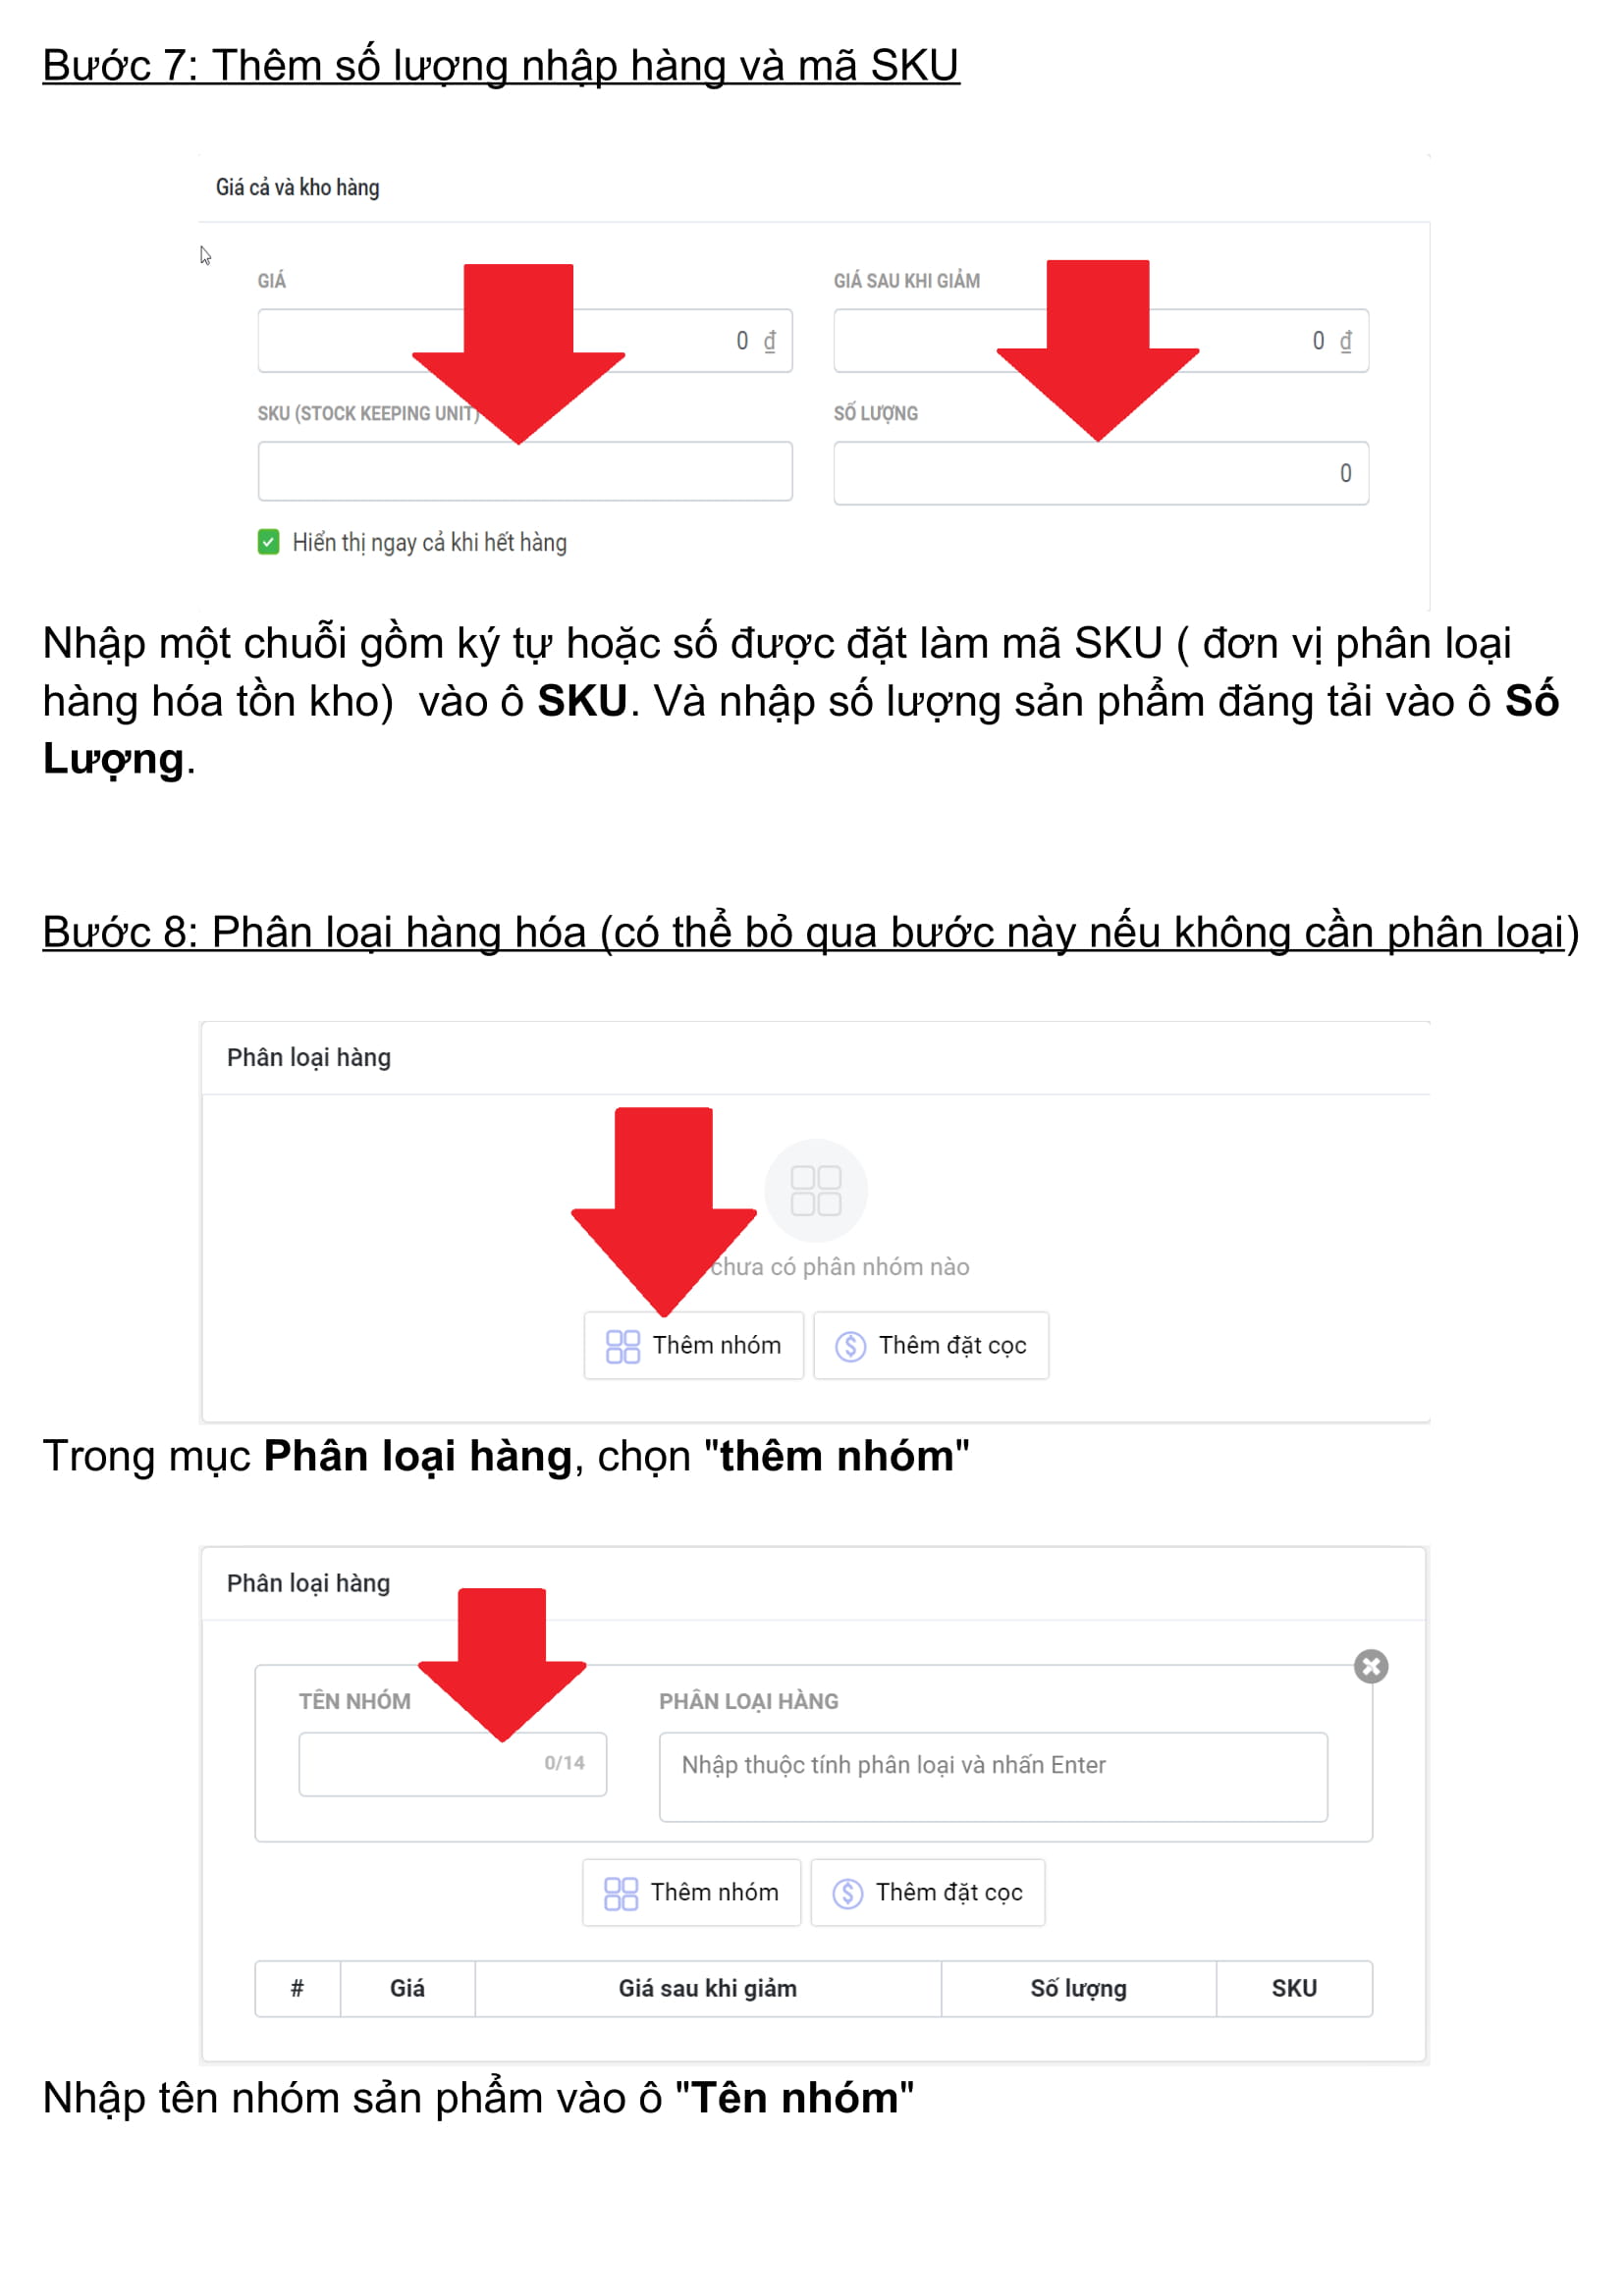 Bước 7: Thêm số lượng nhập hàng và mã SKU
Giá cả và kho hàng
GIÁ
GIÁ SAU KHI GIẢM
0 đ
0 đ
SKU (STOCK KEEPING UNIT)
SỐ LƯỢNG
0
Hiển thị ngay cả khi hết hàng
Nhập một chuỗi gồm ký tự hoặc số được đặt làm mã SKU ( đơn vị phân loại
hàng hóa tồn kho)  vào ô SKU. Và nhập số lượng sản phẩm đăng tải vào ô Số
Lượng.
Bước 8: Phân loại hàng hóa (có thể bỏ qua bước này nếu không cần phân loại)
Phân loại hàng
chưa có phân nhóm nào
Thêm nhóm
Thêm đặt cọc
Trong mục Phân loại hàng, chọn "thêm nhóm"
Phân loại hàng
TÊN NHÓM
PHÂN LOẠI HÀNG
0/14
Nhập thuộc tính phân loại và nhấn Enter
Thêm nhóm
Thêm đặt cọc
# Giá Giá sau khi giảm Số lượng SKU
Nhập tên nhóm sản phẩm vào ô "Tên nhóm"